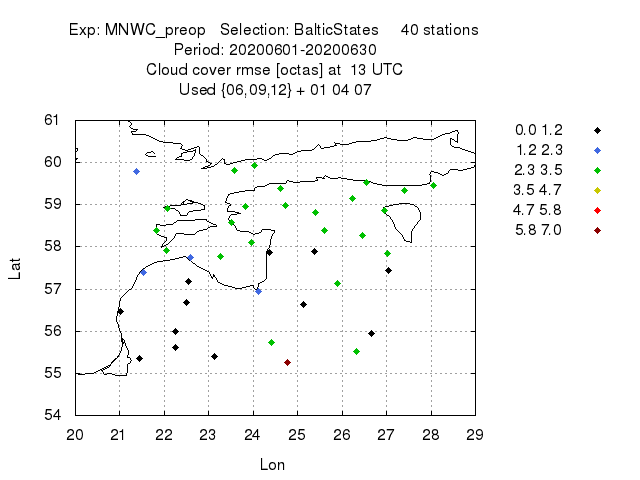 Exp: MNWC_preop   Selection: BalticStates     40 stations
Period: 20200601-20200630
Cloud cover rmse [octas] at  13 UTC
Used {06,09,12} + 01 04 07
61
60
59
58
57
56
55
54
Lat
20 21 22 23 24 25 26 27 28 29
Lon
0.0 1.2
1.2 2.3
2.3 3.5
3.5 4.7
4.7 5.8
5.8 7.0